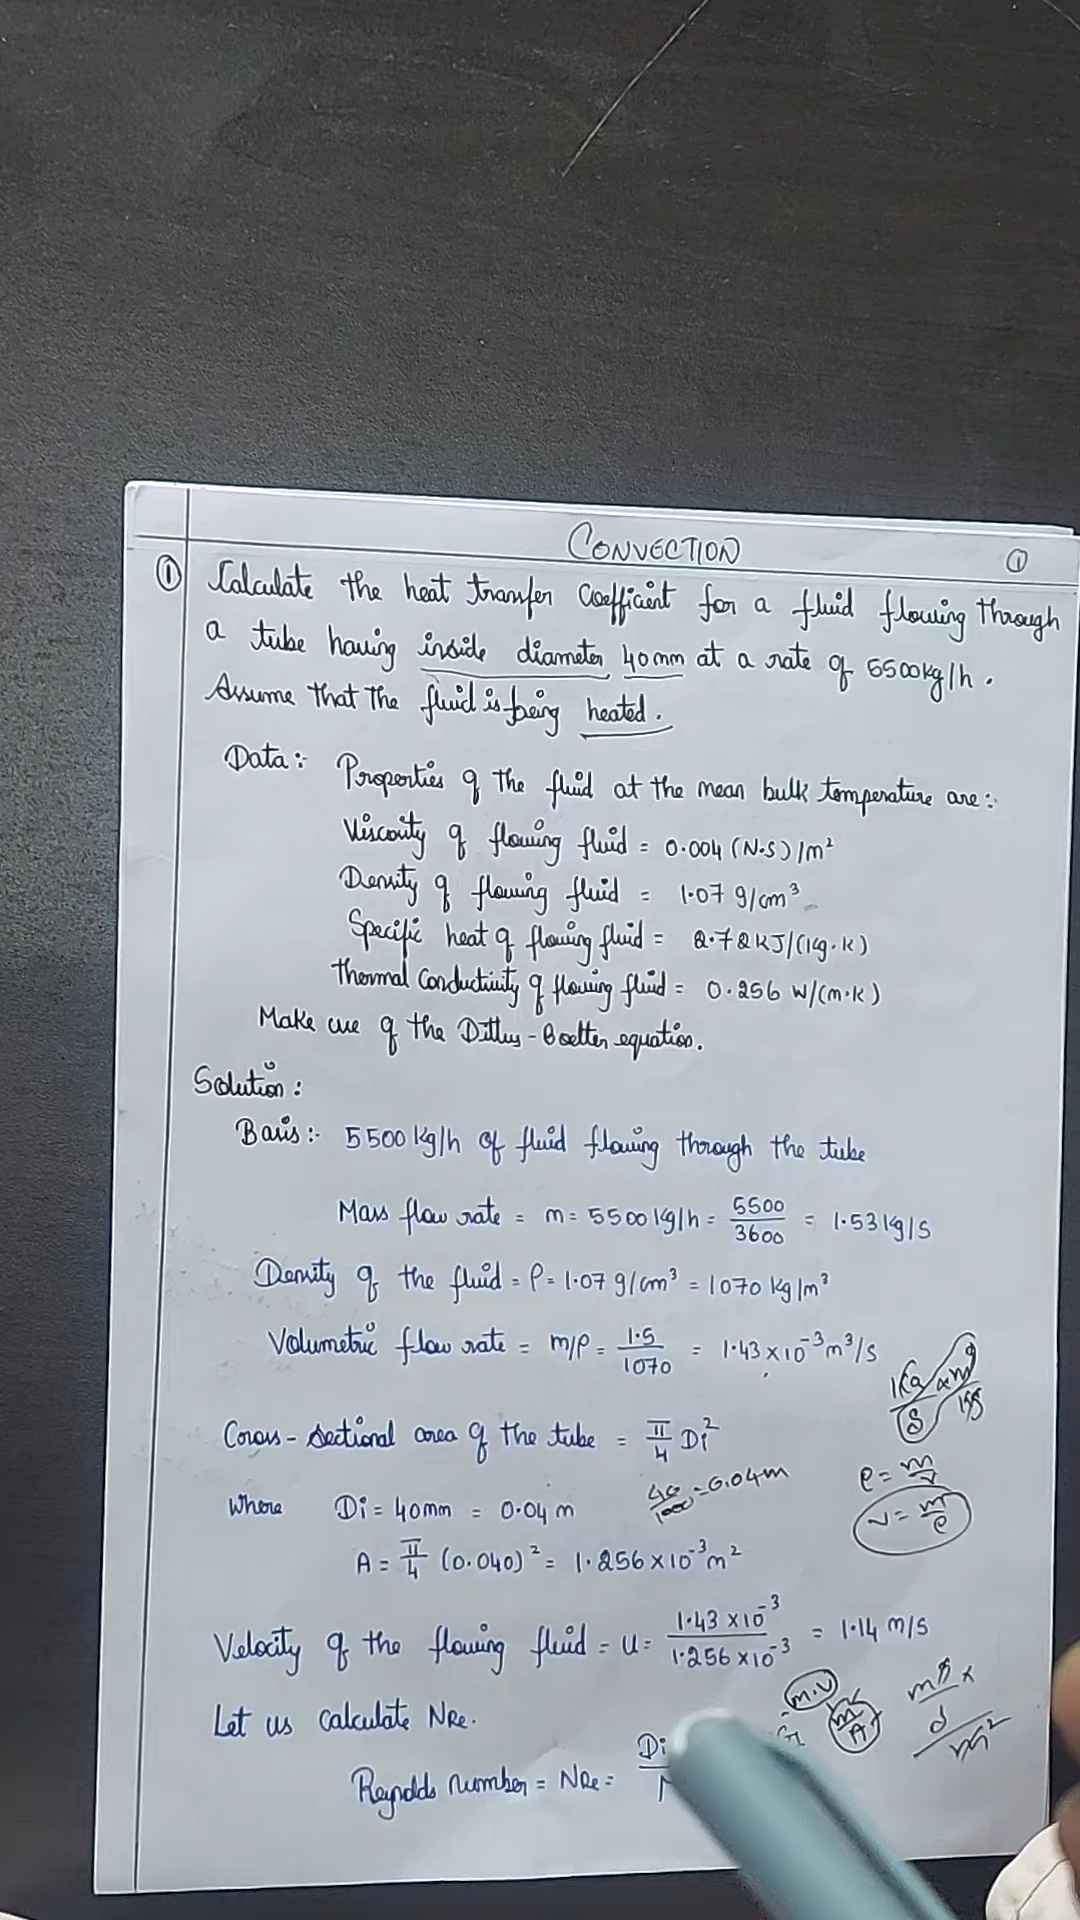 CONVECTION
1
① Calculate the heat transfer coefficient for a fluid flowing through
a tube having inside diameter 40mm at a rate of 5500kg/h.
Assume that the fluid is being heated.
Data:- Properties of the fluid at the mean bulk temperature are:-
Viscosity of flowing fluid = 0.004 (N.S)/m²
Density of flowing fluid = 1.07 g/cm³
Specific heat of flowing fluid = 2.72 KJ/(kg.k)
Thermal Conductivity of flowing fluid = 0.256 W/(m.k)
Make use of the Dittus-Boelter equation.
Solution:
Basis:- 5500 kg/h of fluid flowing through the tube
Mass flow rate = m = 5500 kg/h = 5500/3600 = 1.53 kg/s
Density of the fluid = ρ = 1.07 g/cm³ = 1070 kg/m³
Volumetric flow rate = m/ρ = 1.5/1070 = 1.43 × 10⁻³ m³/s
Cross-sectional area of the tube = π/4 Di²
ρ = m/v
Where Di = 40mm = 0.04 m
40/1000 = 0.04m
v = m/ρ
A = π/4 (0.040)² = 1.256 × 10⁻³ m²
Velocity of the flowing fluid = u = 1.43 × 10⁻³/1.256 × 10⁻³ = 1.14 m/s
Let us calculate NRe.
Reynolds number = NRe = Di